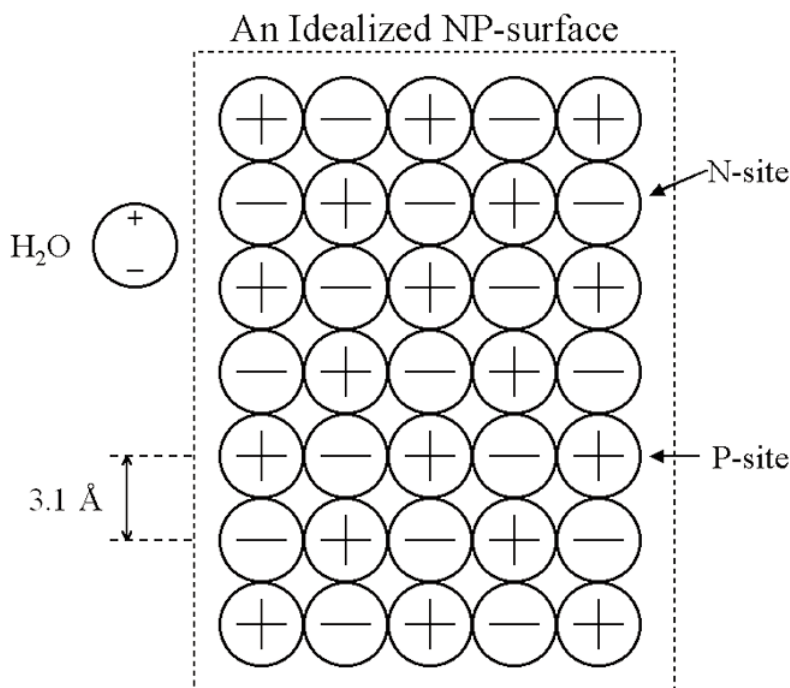 An Idealized NP-surface
N-site
+
H₂O
−
P-site
3.1 Å